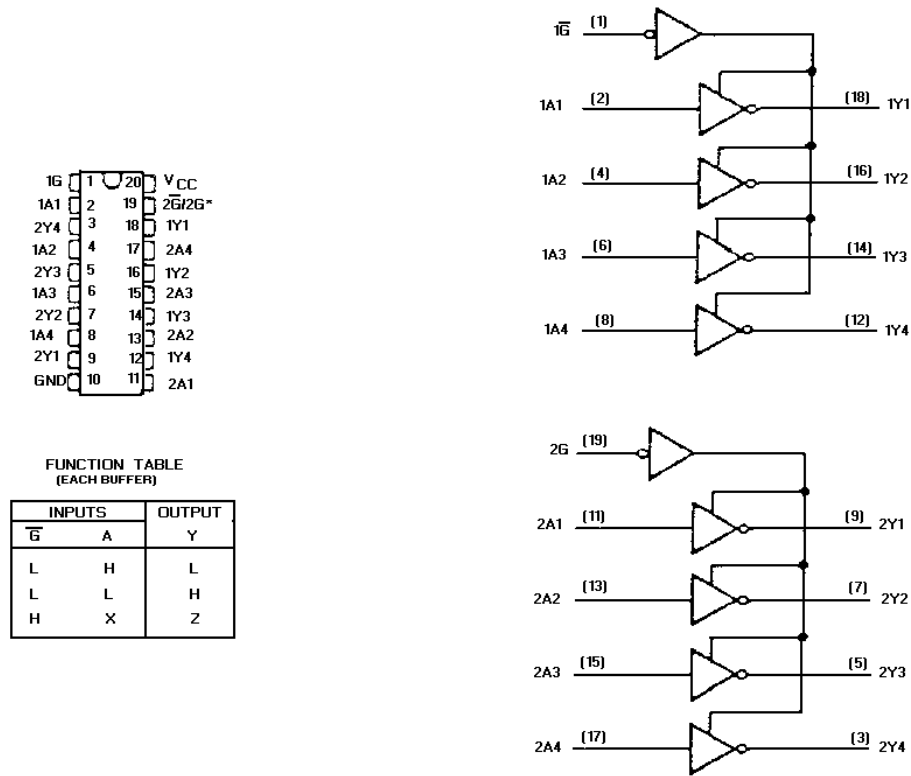 1G 1 20 VCC
1A1 2 19 2G̅/2G*
2Y4 3 18 1Y1
1A2 4 17 2A4
2Y3 5 16 1Y2
1A3 6 15 2A3
2Y2 7 14 1Y3
1A4 8 13 2A2
2Y1 9 12 1Y4
GND 10 11 2A1
FUNCTION TABLE
(EACH BUFFER)
INPUTS OUTPUT
G̅ A Y
L H L
L L H
H X Z
1G̅ (1)
1A1 (2) (18) 1Y1
1A2 (4) (16) 1Y2
1A3 (6) (14) 1Y3
1A4 (8) (12) 1Y4
2G (19)
2A1 (11) (9) 2Y1
2A2 (13) (7) 2Y2
2A3 (15) (5) 2Y3
2A4 (17) (3) 2Y4